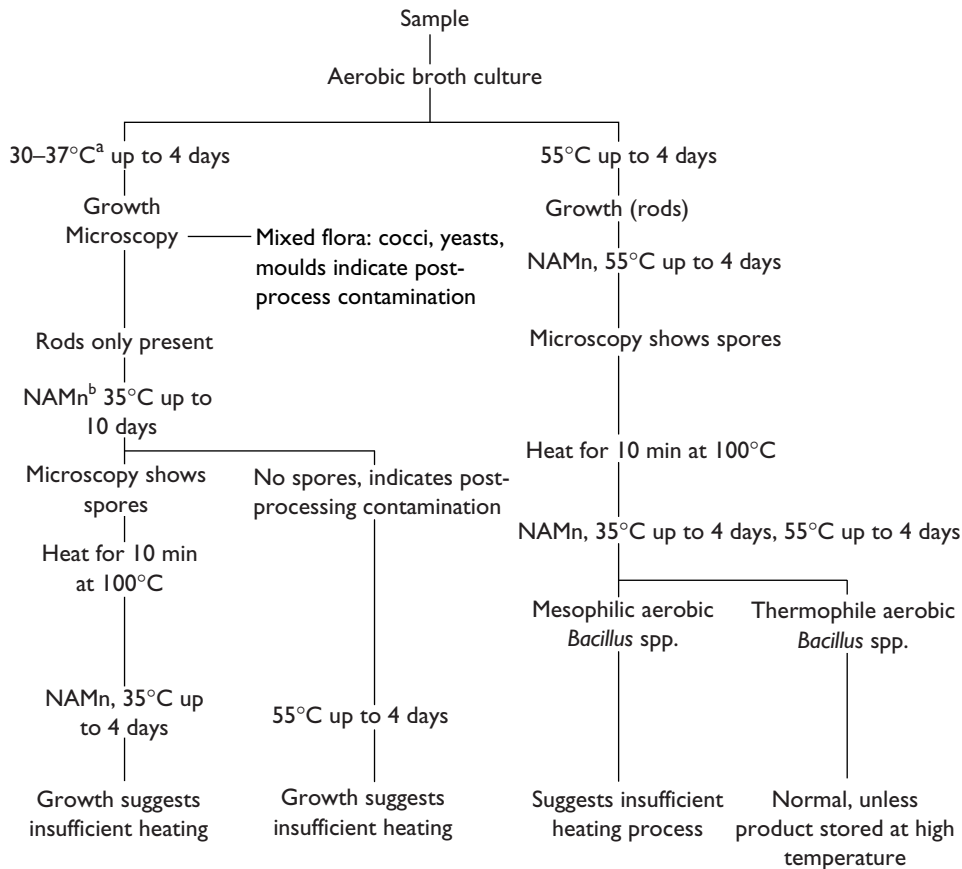 Sample
Aerobic broth culture
30–37°Cᵃ up to 4 days
55°C up to 4 days
Growth
Microscopy
Mixed flora: cocci, yeasts,
moulds indicate post-
process contamination
Growth (rods)
NAMn, 55°C up to 4 days
Rods only present
Microscopy shows spores
NAMnᵇ 35°C up to
10 days
Microscopy shows
spores
No spores, indicates post-
processing contamination
Heat for 10 min at 100°C
Heat for 10 min
at 100°C
NAMn, 35°C up to 4 days, 55°C up to 4 days
Mesophilic aerobic
Bacillus spp.
Thermophile aerobic
Bacillus spp.
NAMn, 35°C up
to 4 days
55°C up to 4 days
Growth suggests
insufficient heating
Growth suggests
insufficient heating
Suggests insufficient
heating process
Normal, unless
product stored at high
temperature